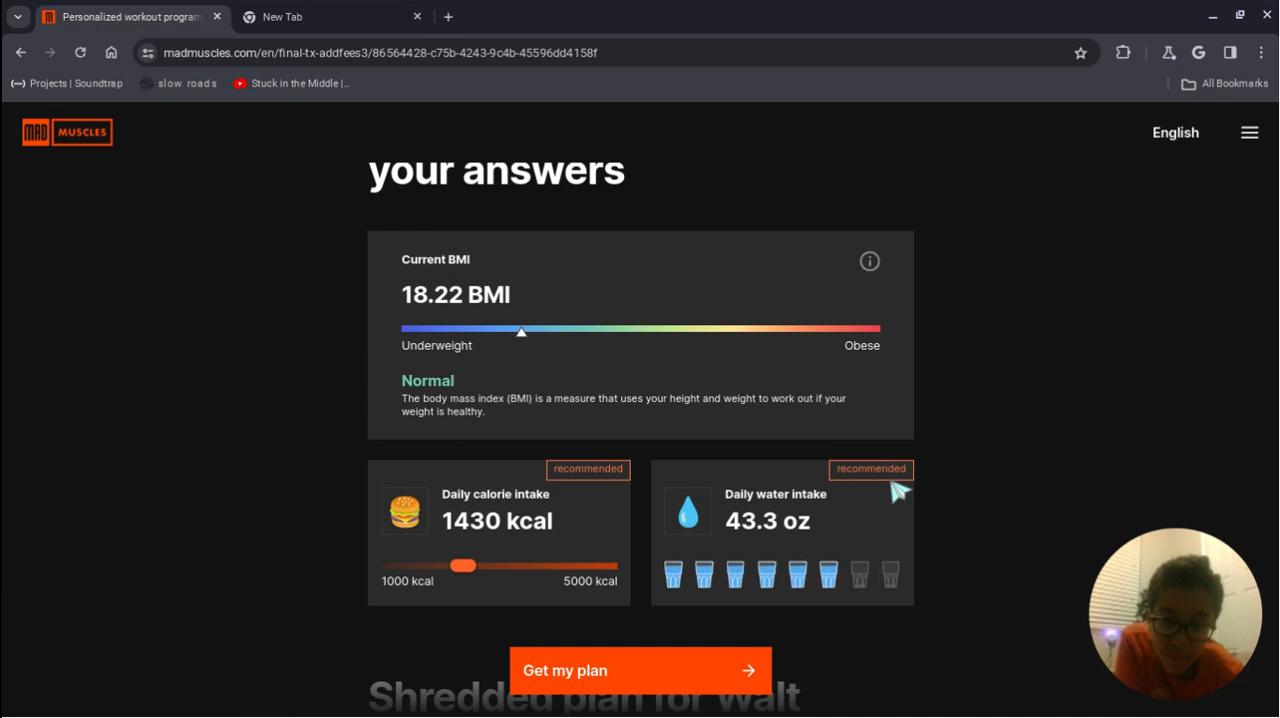 Personalized workout program
New Tab
madmuscles.com/en/final-tx-addfees3/86564428-c75b-4243-9c4b-45596dd4158f
Projects | Soundtrap
slow roads
Stuck in the Middle |...
All Bookmarks
MAD MUSCLES
English
your answers
Current BMI
18.22 BMI
Underweight
Obese
Normal
The body mass index (BMI) is a measure that uses your height and weight to work out if your
weight is healthy.
recommended
Daily calorie intake
1430 kcal
1000 kcal
5000 kcal
recommended
Daily water intake
43.3 oz
Get my plan
Shredded plan for Walt